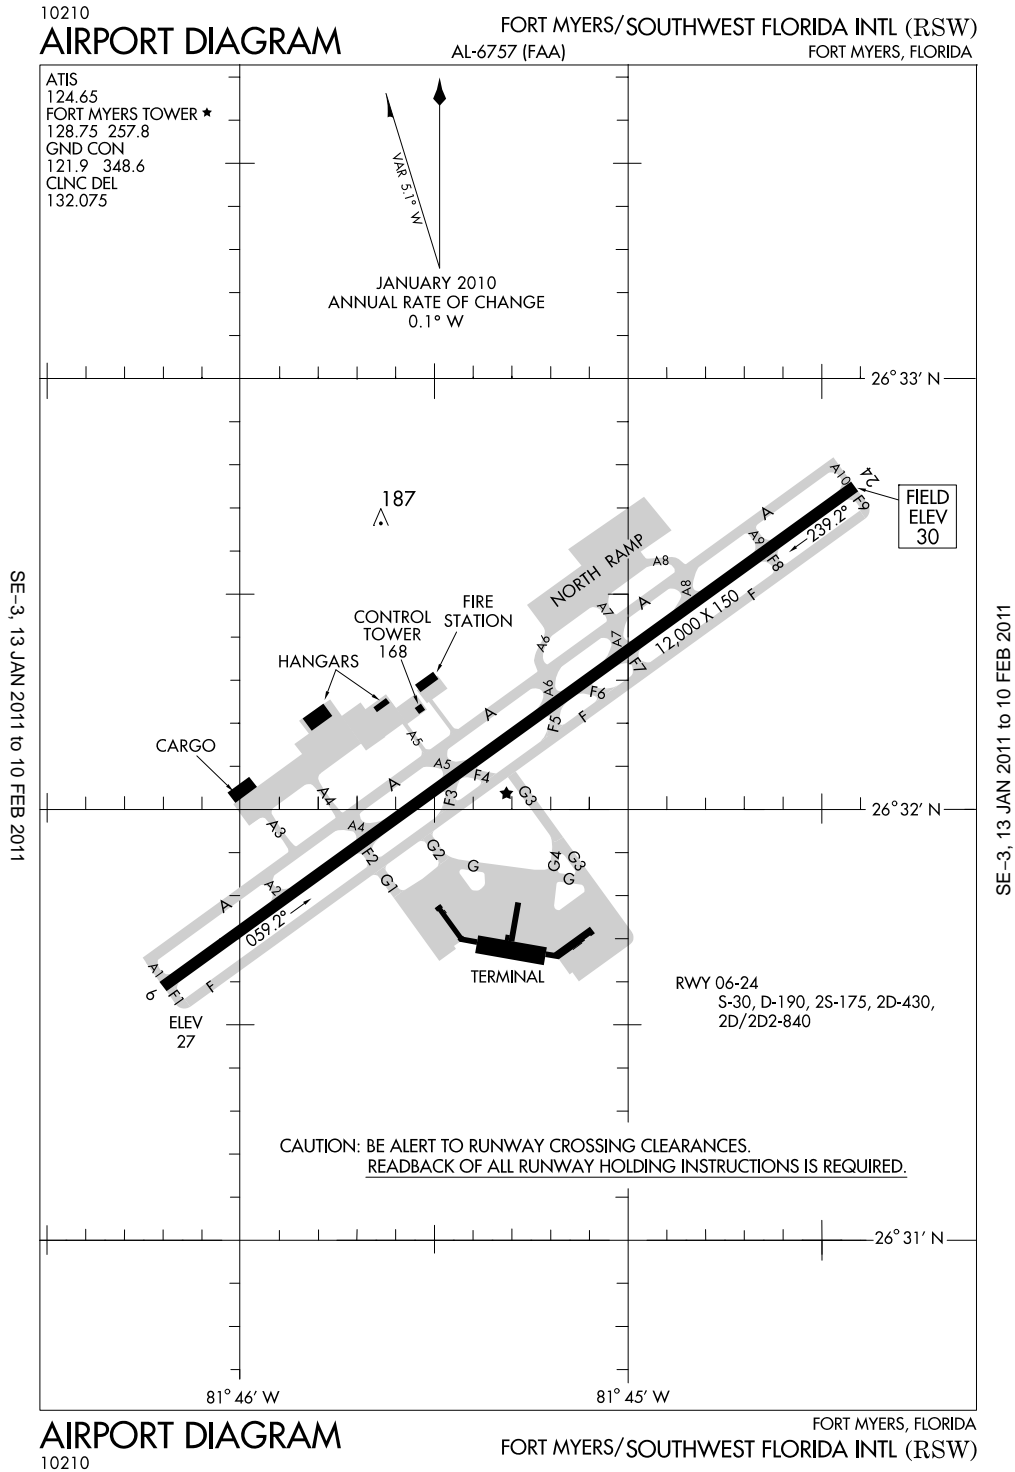 10210
AIRPORT DIAGRAM
AL-6757 (FAA)
FORT MYERS/SOUTHWEST FLORIDA INTL (RSW)
FORT MYERS, FLORIDA
ATIS
124.65
FORT MYERS TOWER ★
128.75 257.8
GND CON
121.9 348.6
CLNC DEL
132.075
VAR 5.1° W
JANUARY 2010
ANNUAL RATE OF CHANGE
0.1° W
26°33' N
187
A10
24
F9
FIELD
ELEV
30
A
239.2°
A9
F8
NORTH RAMP
A8
A8
F
A
A7
12,000 X 150
FIRE
STATION
CONTROL
TOWER
168
A7
A6
F7
HANGARS
A6
F6
F
F5
A
A5
CARGO
A5
F4
A
A4
F3
G3
26°32' N
A3
A4
F2
G2
G4
G3
G
G
G1
A2
A
059.2°
TERMINAL
A1
F
6
F1
ELEV
27
RWY 06-24
S-30, D-190, 2S-175, 2D-430,
2D/2D2-840
CAUTION: BE ALERT TO RUNWAY CROSSING CLEARANCES.
READBACK OF ALL RUNWAY HOLDING INSTRUCTIONS IS REQUIRED.
26°31' N
81°46' W
81°45' W
SE-3, 13 JAN 2011 to 10 FEB 2011
SE-3, 13 JAN 2011 to 10 FEB 2011
AIRPORT DIAGRAM
10210
FORT MYERS, FLORIDA
FORT MYERS/SOUTHWEST FLORIDA INTL (RSW)